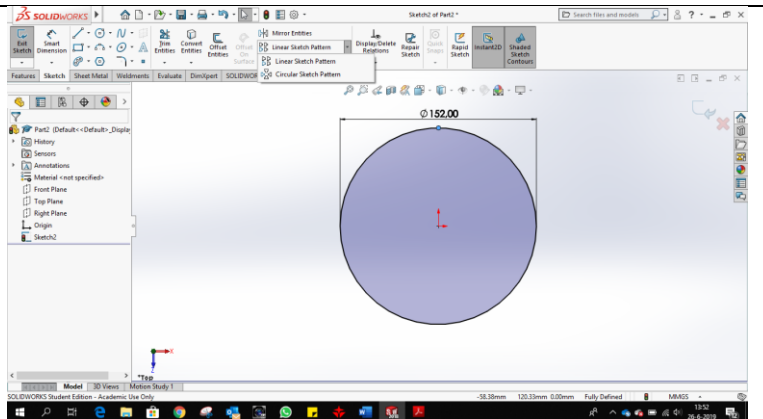 SOLIDWORKS
Sketch2 of Part2 *
Search files and models
Exit Sketch
Smart Dimension
Trim Entities
Convert Entities
Offset Entities
Offset On Surface
Mirror Entities
Linear Sketch Pattern
Linear Sketch Pattern
Circular Sketch Pattern
Display/Delete Relations
Repair Sketch
Quick Snaps
Rapid Sketch
Instant2D
Shaded Sketch Contours
Features Sketch Sheet Metal Weldments Evaluate DimXpert SOLIDWOR
Part2 (Default<<Default>_Display
History
Sensors
Annotations
Material <not specified>
Front Plane
Top Plane
Right Plane
Origin
Sketch2
Ø152,00
*Top
Model 3D Views Motion Study 1
SOLIDWORKS Student Edition - Academic Use Only
-58.38mm 120.33mm 0.00mm Fully Defined MMGS
13:52
26-6-2019